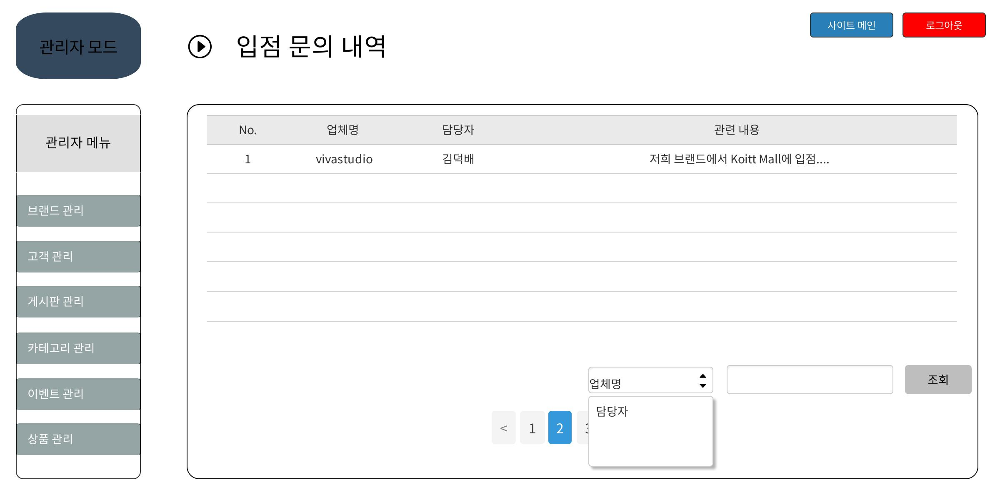 관리자 모드
입점 문의 내역
사이트 메인
로그아웃
관리자 메뉴
브랜드 관리
고객 관리
게시판 관리
카테고리 관리
이벤트 관리
상품 관리
No. 업체명 담당자 관련 내용
1 vivastudio 김덕배 저희 브랜드에서 Koitt Mall에 입점....
업체명
조회
담당자
< 1 2